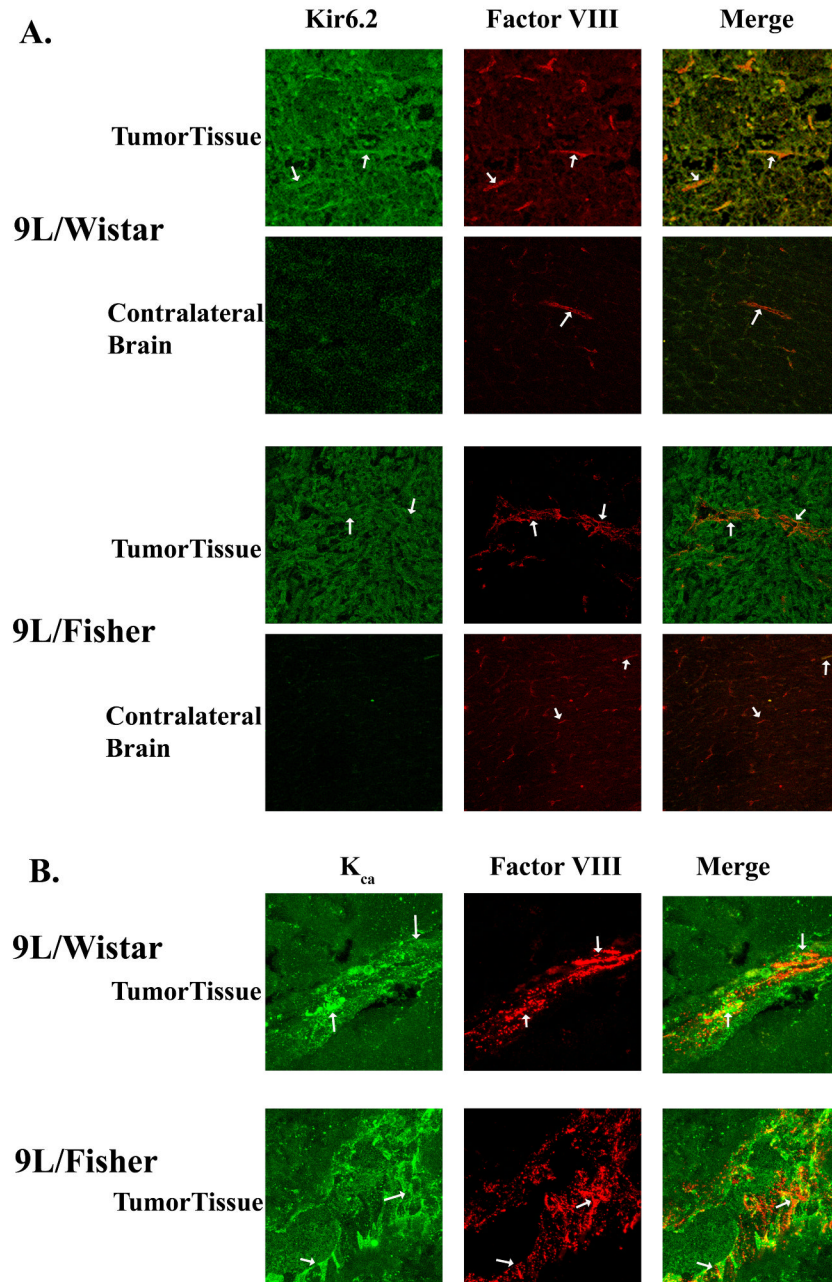 A.
Kir6.2 Factor VIII Merge
TumorTissue
9L/Wistar
Contralateral
Brain
TumorTissue
9L/Fisher
Contralateral
Brain
B.
Kca Factor VIII Merge
9L/Wistar
TumorTissue
9L/Fisher
TumorTissue